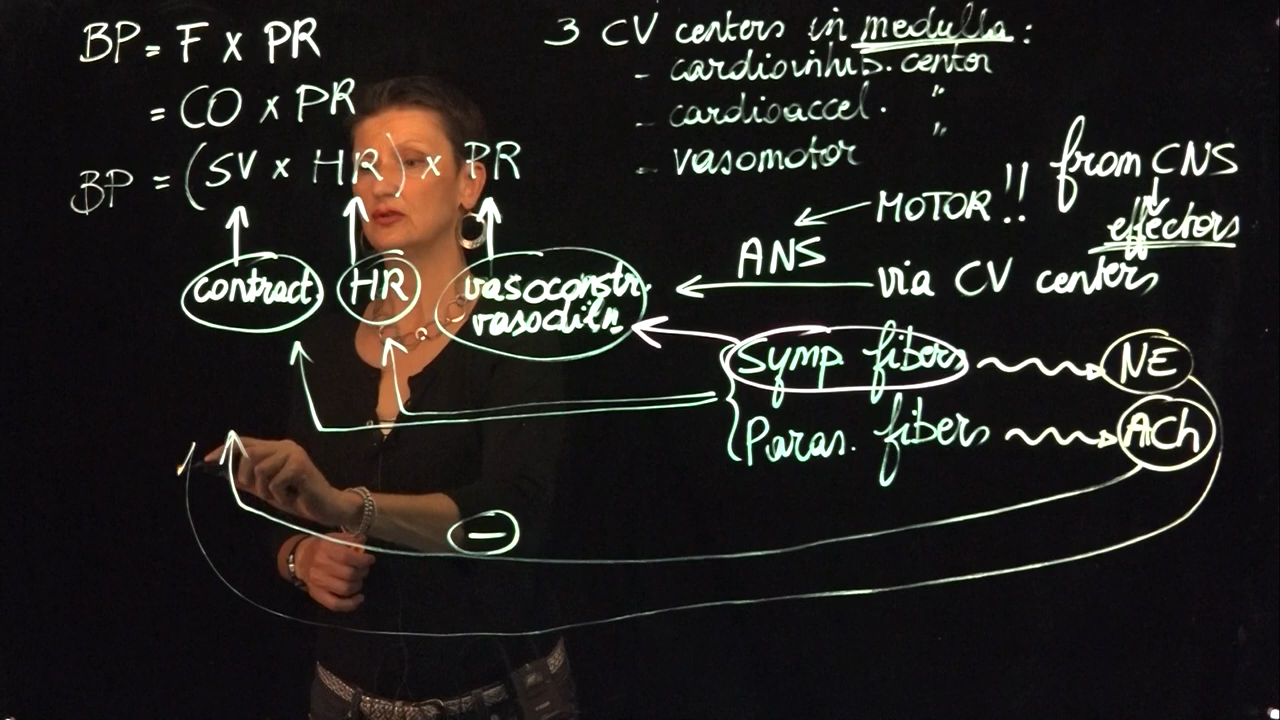 BP = F x PR
= CO x PR
BP = (SV x HR) x PR
contract.
HR
vasoconstr.
vasodil'n
3 CV centers in medulla:
- cardioinhib. center
- cardioaccel. "
- vasomotor "
MOTOR!! from CNS
effectors
ANS
via CV centers
Symp. fibers
NE
Paras. fibers
ACh
-